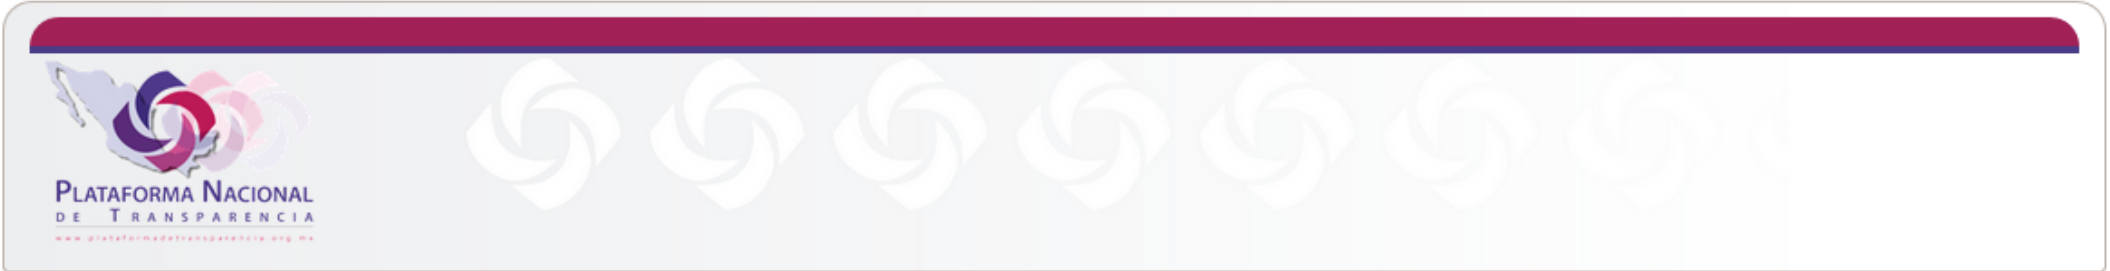 PLATAFORMA NACIONAL
DE TRANSPARENCIA
www.plataformadetransparencia.org.mx